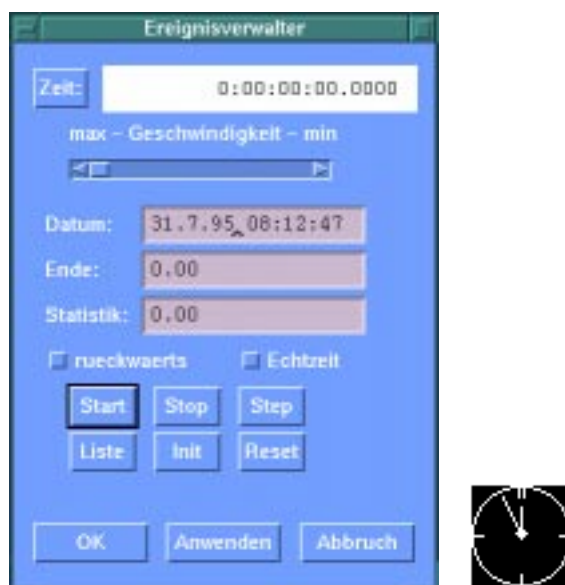 Ereignisverwalter
Zeit: 0:00:00:00.0000
max – Geschwindigkeit – min
Datum: 31.7.95 08:12:47
Ende: 0.00
Statistik: 0.00
rueckwaerts Echtzeit
Start Stop Step
Liste Init Reset
OK Anwenden Abbruch